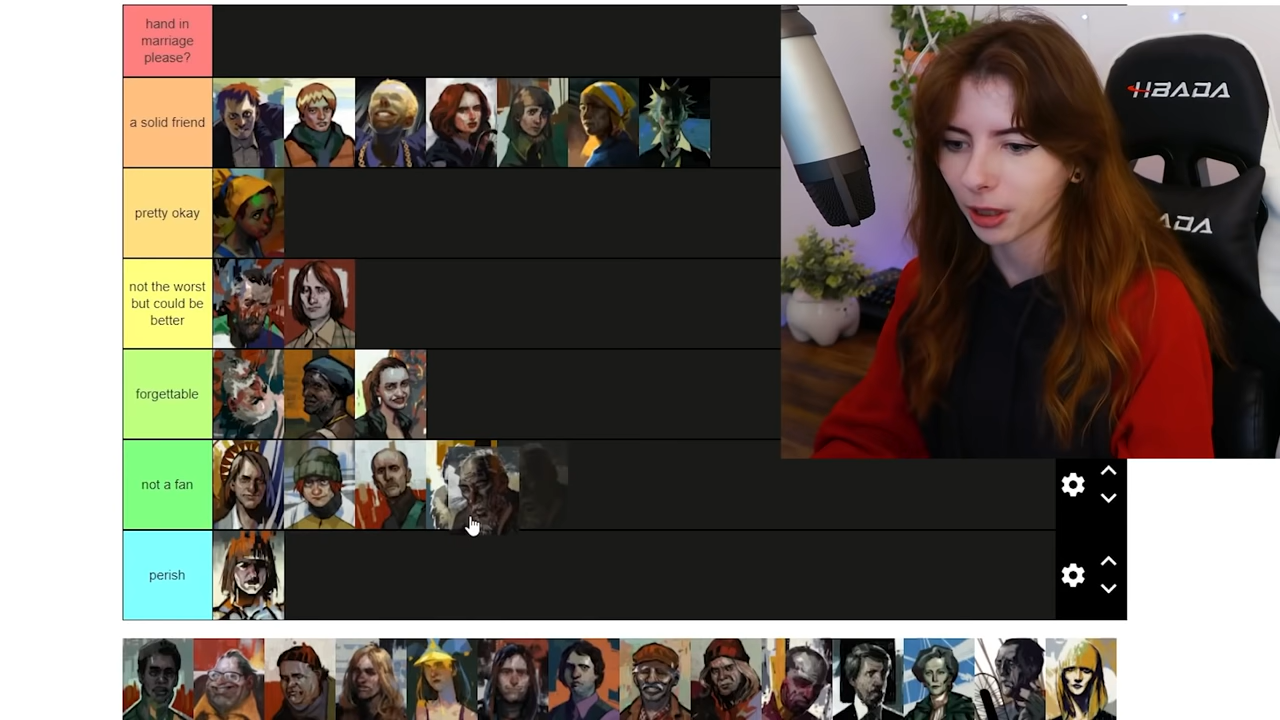 hand in
marriage
please?
a solid friend
pretty okay
not the worst
but could be
better
forgettable
not a fan
perish
HBADA
ADA